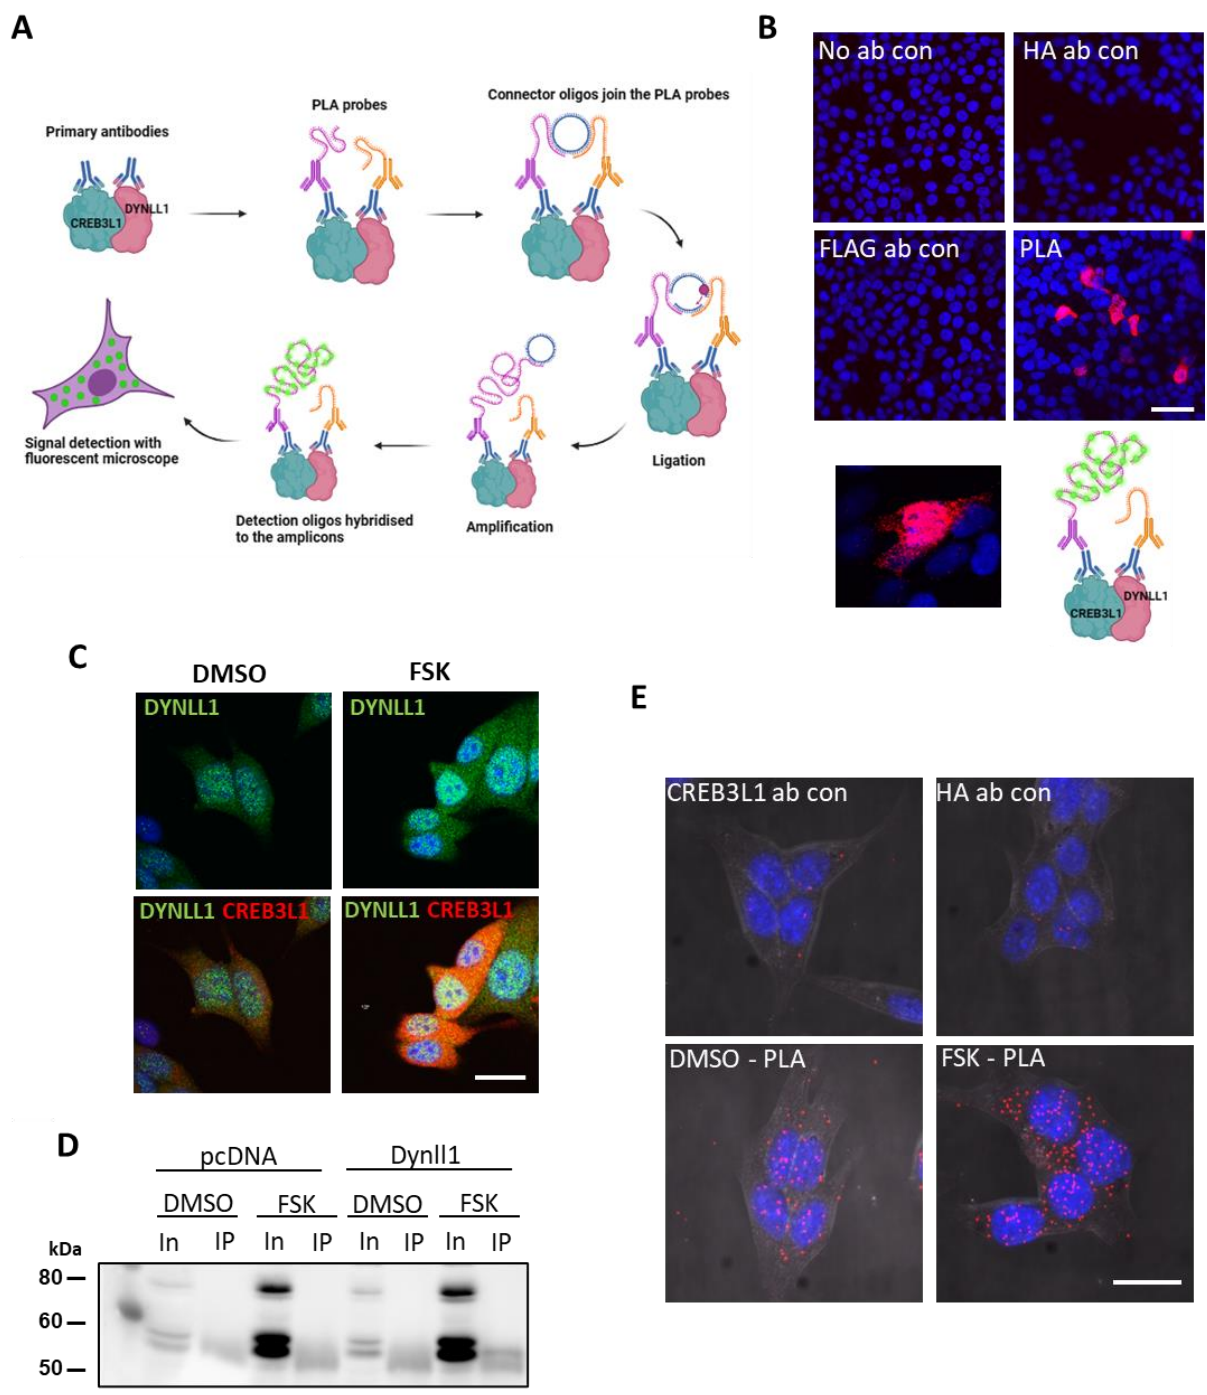 A
Primary antibodies
CREB3L1
DYNLL1
PLA probes
Connector oligos join the PLA probes
Ligation
Amplification
Detection oligos hybridised
to the amplicons
Signal detection with
fluorescent microscope
B
No ab con
HA ab con
FLAG ab con
PLA
CREB3L1
DYNLL1
C
DMSO
FSK
DYNLL1
DYNLL1
DYNLL1 CREB3L1
DYNLL1 CREB3L1
D
pcDNA
Dynll1
DMSO
FSK
DMSO
FSK
kDa
In
IP
In
IP
In
IP
In
IP
80
60
50
E
CREB3L1 ab con
HA ab con
DMSO - PLA
FSK - PLA